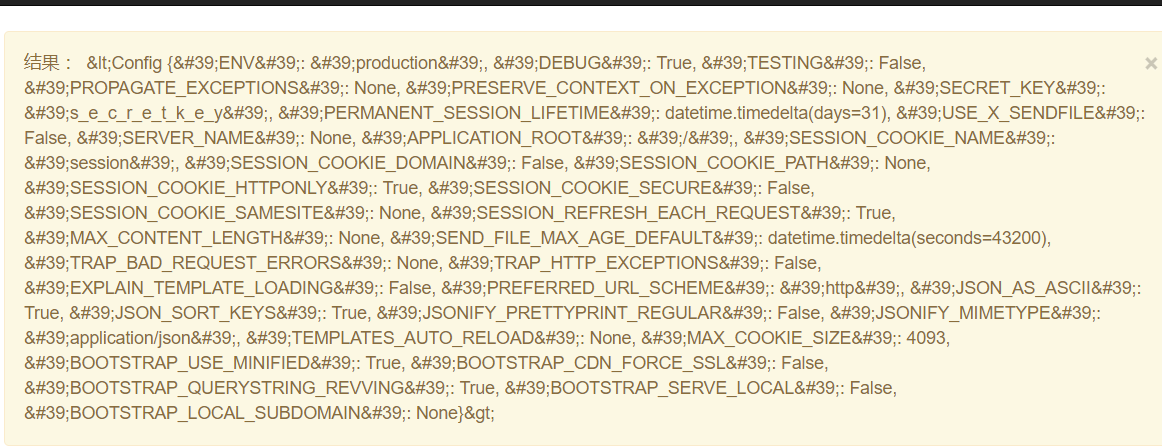 结果： &lt;Config {&#39;ENV&#39;: &#39;production&#39;, &#39;DEBUG&#39;: True, &#39;TESTING&#39;: False,
&#39;PROPAGATE_EXCEPTIONS&#39;: None, &#39;PRESERVE_CONTEXT_ON_EXCEPTION&#39;: None, &#39;SECRET_KEY&#39;:
&#39;s_e_c_r_e_t_k_e_y&#39;, &#39;PERMANENT_SESSION_LIFETIME&#39;: datetime.timedelta(days=31), &#39;USE_X_SENDFILE&#39;:
False, &#39;SERVER_NAME&#39;: None, &#39;APPLICATION_ROOT&#39;: &#39;/&#39;, &#39;SESSION_COOKIE_NAME&#39;:
&#39;session&#39;, &#39;SESSION_COOKIE_DOMAIN&#39;: False, &#39;SESSION_COOKIE_PATH&#39;: None,
&#39;SESSION_COOKIE_HTTPONLY&#39;: True, &#39;SESSION_COOKIE_SECURE&#39;: False,
&#39;SESSION_COOKIE_SAMESITE&#39;: None, &#39;SESSION_REFRESH_EACH_REQUEST&#39;: True,
&#39;MAX_CONTENT_LENGTH&#39;: None, &#39;SEND_FILE_MAX_AGE_DEFAULT&#39;: datetime.timedelta(seconds=43200),
&#39;TRAP_BAD_REQUEST_ERRORS&#39;: None, &#39;TRAP_HTTP_EXCEPTIONS&#39;: False,
&#39;EXPLAIN_TEMPLATE_LOADING&#39;: False, &#39;PREFERRED_URL_SCHEME&#39;: &#39;http&#39;, &#39;JSON_AS_ASCII&#39;:
True, &#39;JSON_SORT_KEYS&#39;: True, &#39;JSONIFY_PRETTYPRINT_REGULAR&#39;: False, &#39;JSONIFY_MIMETYPE&#39;:
&#39;application/json&#39;, &#39;TEMPLATES_AUTO_RELOAD&#39;: None, &#39;MAX_COOKIE_SIZE&#39;: 4093,
&#39;BOOTSTRAP_USE_MINIFIED&#39;: True, &#39;BOOTSTRAP_CDN_FORCE_SSL&#39;: False,
&#39;BOOTSTRAP_QUERYSTRING_REVVING&#39;: True, &#39;BOOTSTRAP_SERVE_LOCAL&#39;: False,
&#39;BOOTSTRAP_LOCAL_SUBDOMAIN&#39;: None}&gt;